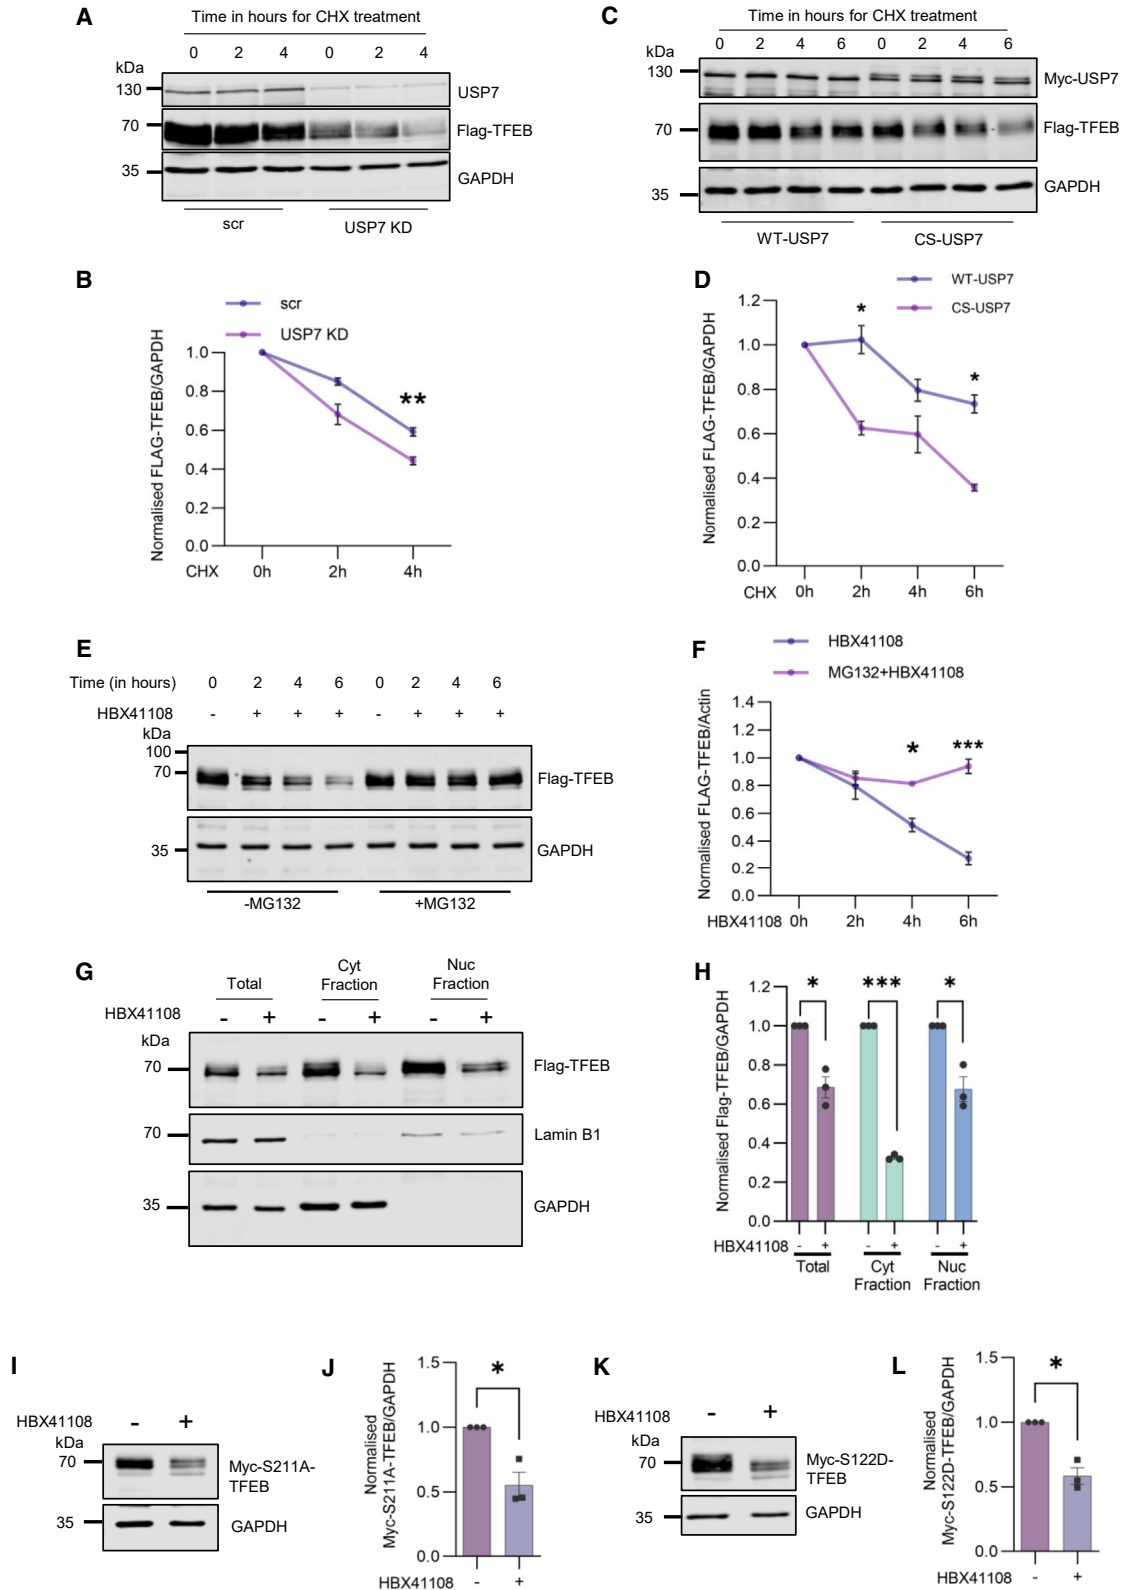 A
Time in hours for CHX treatment
0 2 4 0 2 4
kDa
130
USP7
70
Flag-TFEB
35
GAPDH
scr
USP7 KD
C
Time in hours for CHX treatment
0 2 4 6 0 2 4 6
kDa
130
Myc-USP7
70
Flag-TFEB
35
GAPDH
WT-USP7
CS-USP7
B
scr
USP7 KD
Normalised FLAG-TFEB/GAPDH
1.0
0.8
0.6
0.4
0.2
0.0
**
CHX 0h 2h 4h
D
WT-USP7
CS-USP7
Normalised FLAG-TFEB/GAPDH
1.2
1.0
0.8
0.6
0.4
0.2
0.0
*
*
CHX 0h 2h 4h 6h
E
Time (in hours) 0 2 4 6 0 2 4 6
HBX41108 - + + + - + + +
kDa
100
70
Flag-TFEB
35
GAPDH
-MG132
+MG132
F
HBX41108
MG132+HBX41108
Normalised FLAG-TFEB/Actin
1.4
1.2
1.0
0.8
0.6
0.4
0.2
0.0
*
***
HBX41108 0h 2h 4h 6h
G
Total
Cyt
Fraction
Nuc
Fraction
HBX41108 - + - + - +
kDa
70
Flag-TFEB
70
Lamin B1
35
GAPDH
H
Normalised Flag-TFEB/GAPDH
1.2
1.0
0.8
0.6
0.4
0.2
0.0
* *** *
HBX41108 - + - + - +
Total
Cyt
Fraction
Nuc
Fraction
I
HBX41108 - +
kDa
70
Myc-S211A-
TFEB
35
GAPDH
J
Normalised
Myc-S211A-TFEB/GAPDH
1.5
1.0
0.5
0.0
*
HBX41108 - +
K
HBX41108 - +
kDa
70
Myc-S122D-
TFEB
35
GAPDH
L
Normalised
Myc-S122D-TFEB/GAPDH
1.5
1.0
0.5
0.0
*
HBX41108 - +